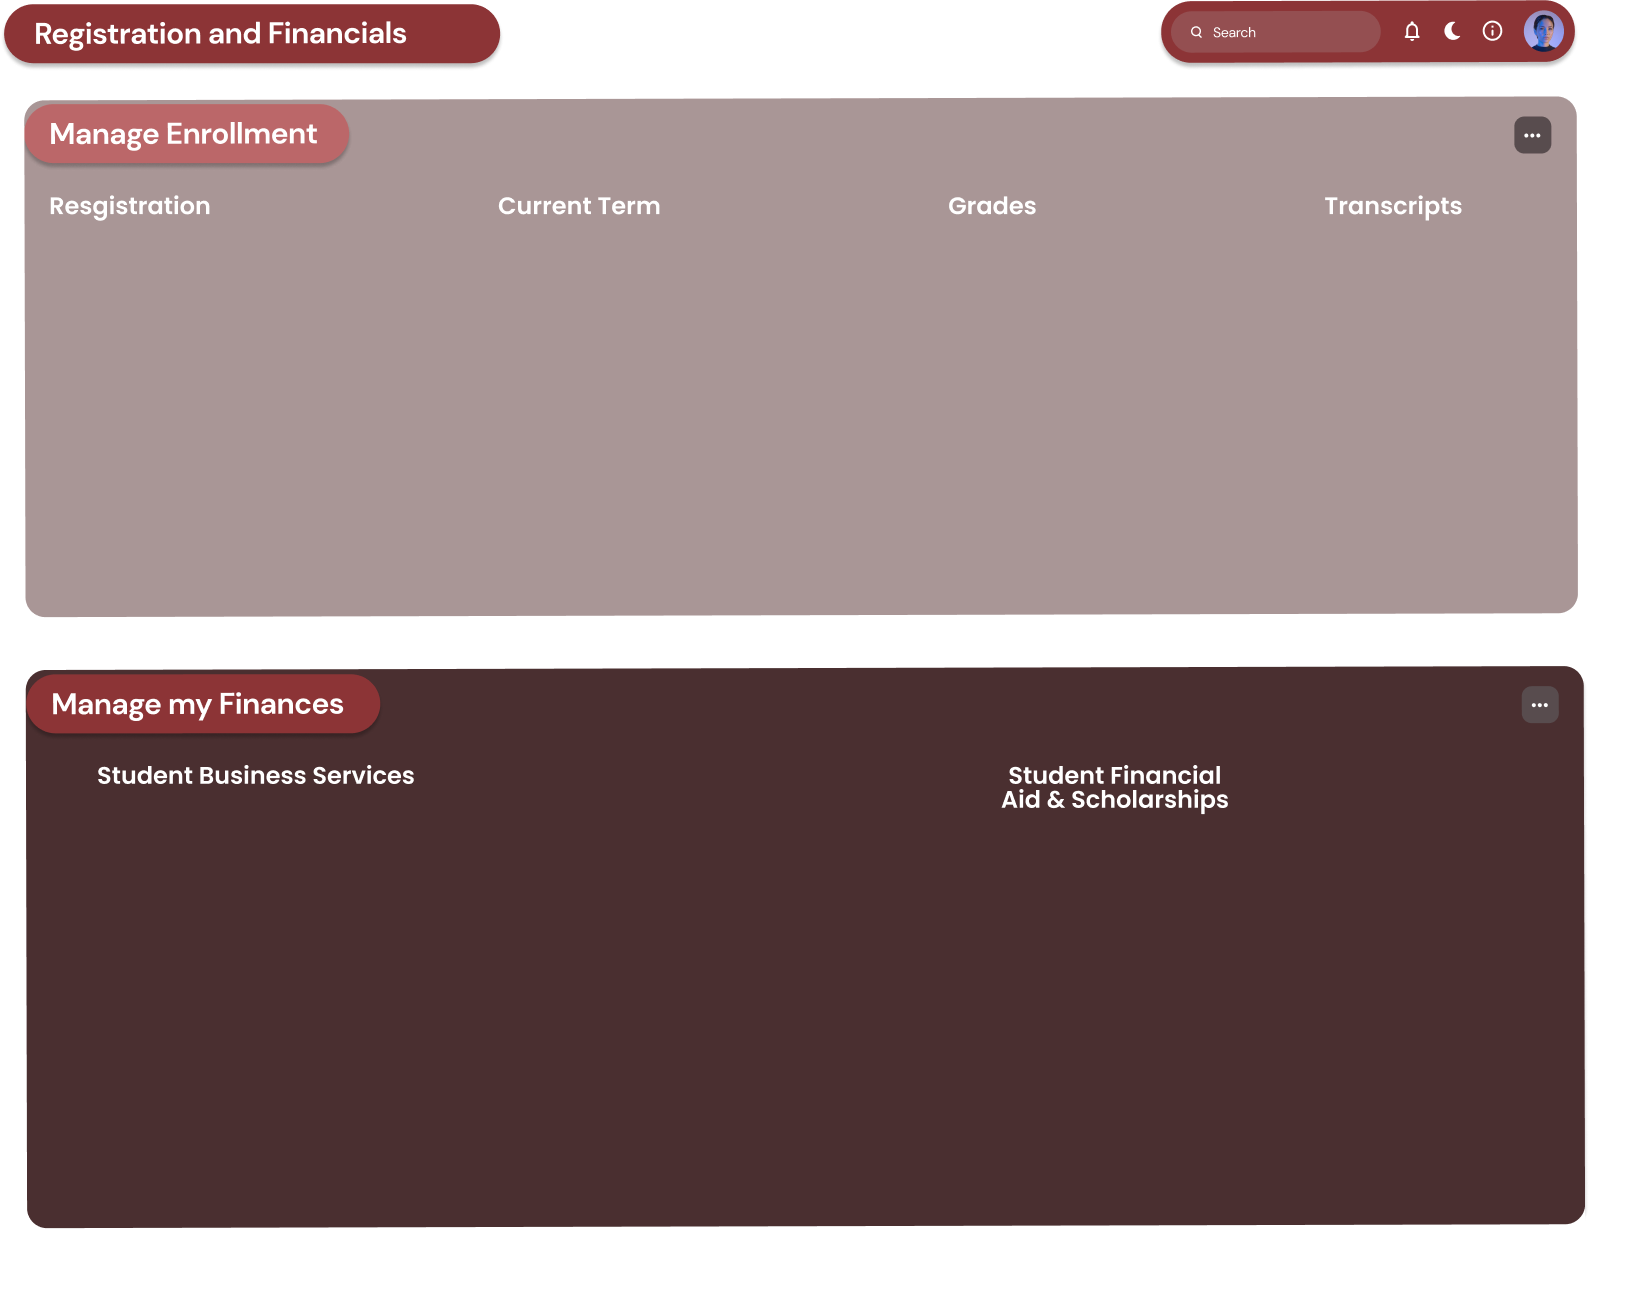 Registration and Financials
Search
Manage Enrollment
Resgistration
Current Term
Grades
Transcripts
Manage my Finances
Student Business Services
Student Financial
Aid & Scholarships